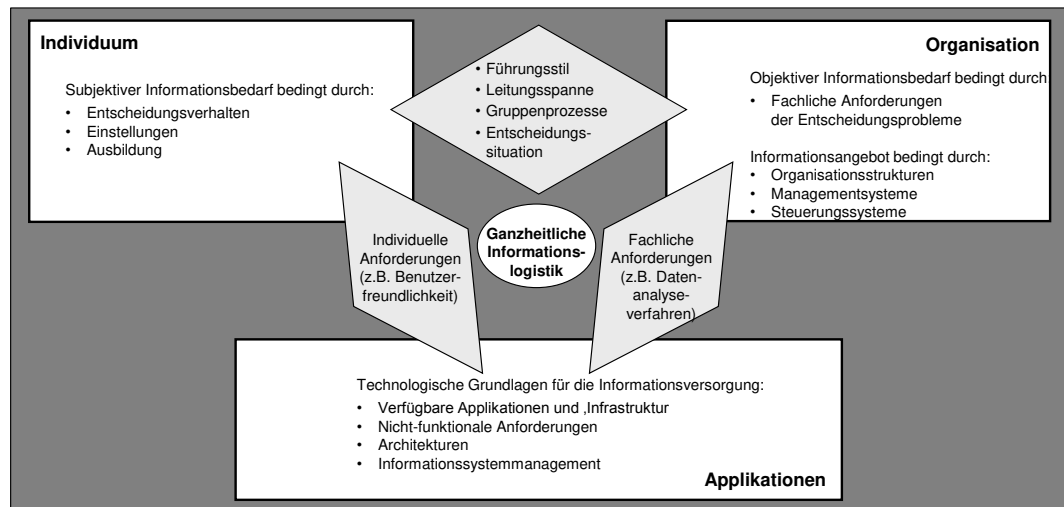 Individuum
Subjektiver Informationsbedarf bedingt durch:
• Entscheidungsverhalten
• Einstellungen
• Ausbildung
• Führungsstil
• Leitungsspanne
• Gruppenprozesse
• Entscheidungs-
situation
Organisation
Objektiver Informationsbedarf bedingt durch
• Fachliche Anforderungen
der Entscheidungsprobleme
Informationsangebot bedingt durch:
• Organisationsstrukturen
• Managementsysteme
• Steuerungssysteme
Individuelle
Anforderungen
(z.B. Benutzer-
freundlichkeit)
Ganzheitliche
Informations-
logistik
Fachliche
Anforderungen
(z.B. Daten-
analyse-
verfahren)
Technologische Grundlagen für die Informationsversorgung:
• Verfügbare Applikationen und ‚Infrastruktur
• Nicht-funktionale Anforderungen
• Architekturen
• Informationssystemmanagement
Applikationen